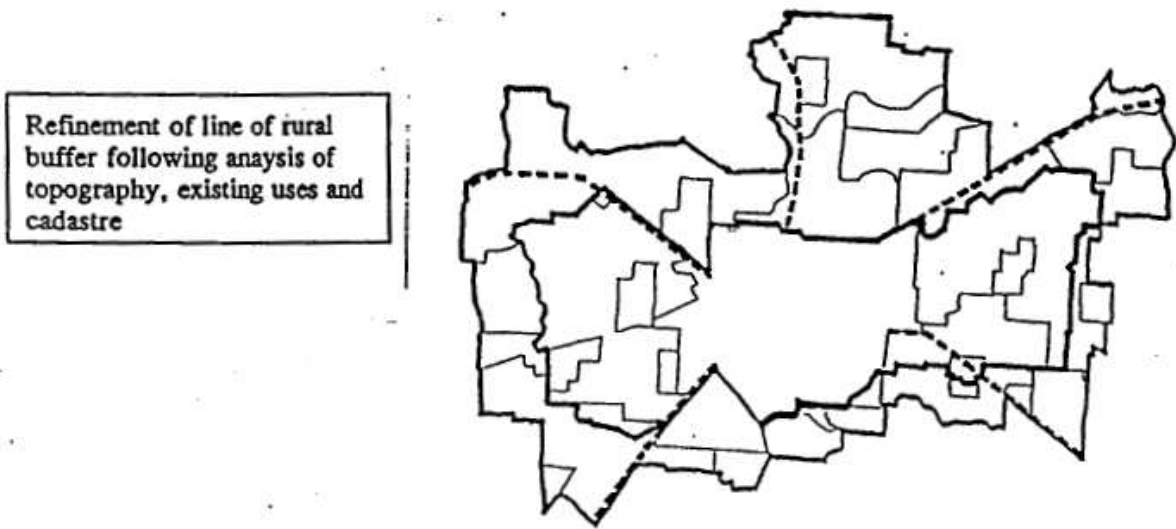 Refinement of line of rural
buffer following anaysis of
topography, existing uses and
cadastre